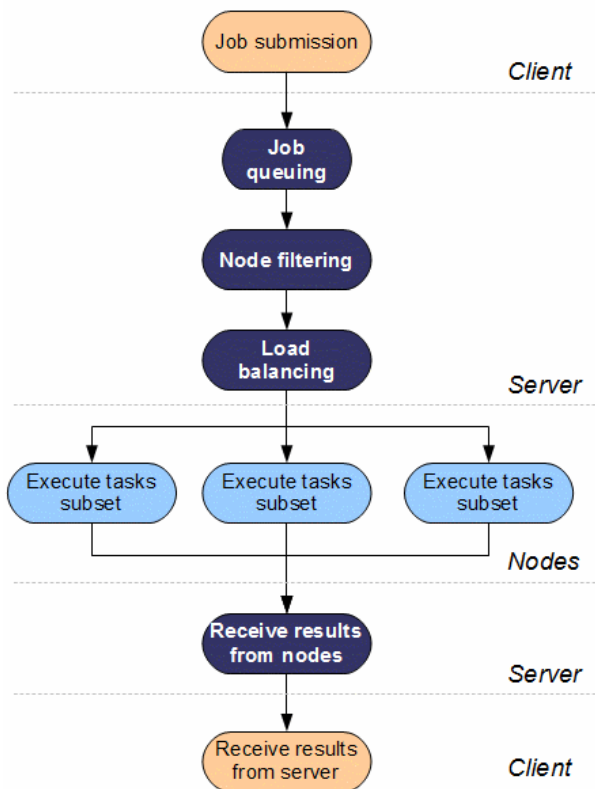 Job submission
Client
Job
queuing
Node filtering
Load
balancing
Server
Execute tasks
subset
Execute tasks
subset
Execute tasks
subset
Nodes
Receive results
from nodes
Server
Receive results
from server
Client